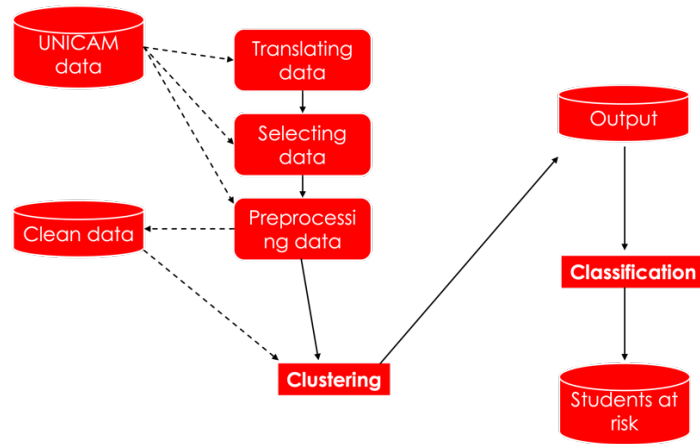 UNICAM
data
Translating
data
Selecting
data
Preprocessi
ng data
Clean data
Clustering
Output
Classification
Students at
risk